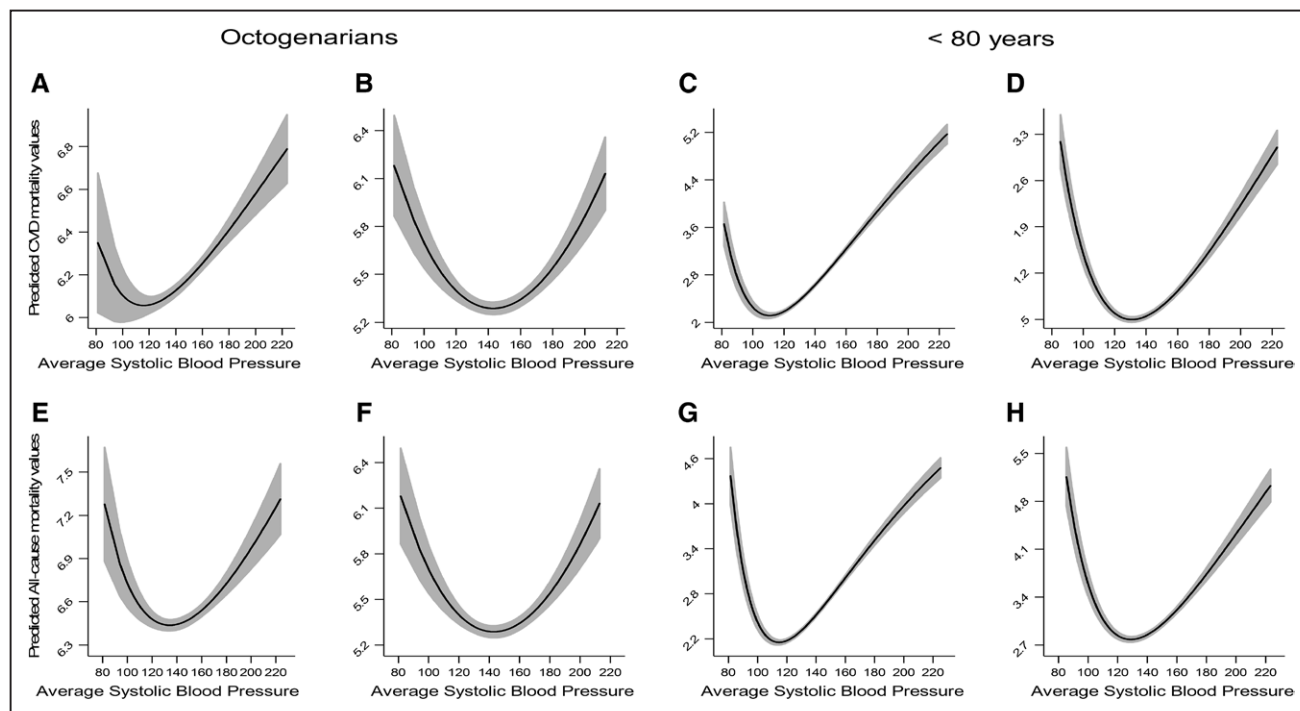 Octogenarians
< 80 years
A
Predicted CVD mortality values
6.8
6.6
6.4
6.2
6
80 100 120 140 160 180 200 220
Average Systolic Blood Pressure
B
6.4
6.1
5.8
5.5
5.2
80 100 120 140 160 180 200 220
Average Systolic Blood Pressure
C
5.2
4.4
3.6
2.8
2
80 100 120 140 160 180 200 220
Average Systolic Blood Pressure
D
3.3
2.6
1.9
1.2
.5
80 100 120 140 160 180 200 220
Average Systolic Blood Pressure
E
Predicted All-cause mortality values
7.5
7.2
6.9
6.6
6.3
80 100 120 140 160 180 200 220
Average Systolic Blood Pressure
F
6.4
6.1
5.8
5.5
5.2
80 100 120 140 160 180 200 220
Average Systolic Blood Pressure
G
4.6
4
3.4
2.8
2.2
80 100 120 140 160 180 200 220
Average Systolic Blood Pressure
H
5.5
4.8
4.1
3.4
2.7
80 100 120 140 160 180 200 220
Average Systolic Blood Pressure